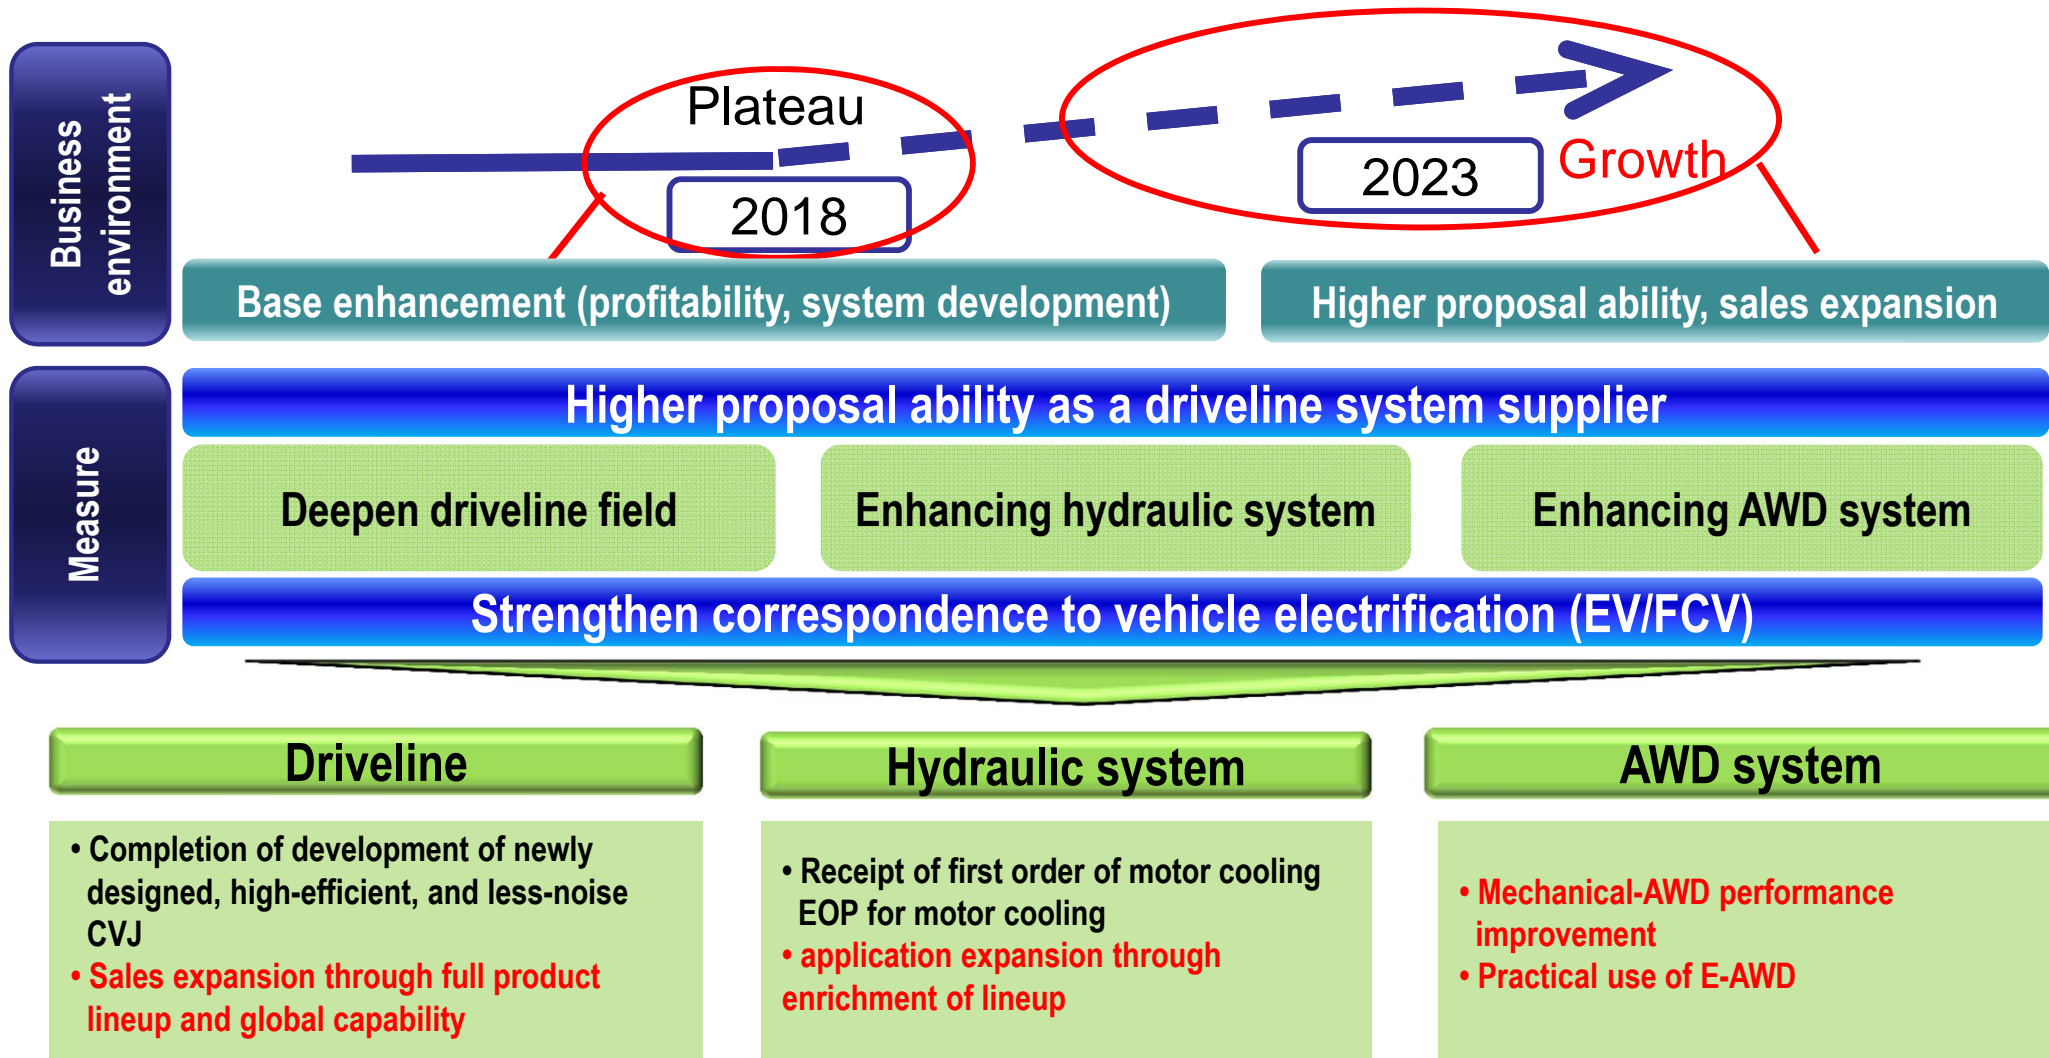 Business
environment
Plateau
2018
2023
Growth
Base enhancement (profitability, system development)
Higher proposal ability, sales expansion
Measure
Higher proposal ability as a driveline system supplier
Deepen driveline field
Enhancing hydraulic system
Enhancing AWD system
Strengthen correspondence to vehicle electrification (EV/FCV)
Driveline
• Completion of development of newly
designed, high-efficient, and less-noise
CVJ
• Sales expansion through full product
lineup and global capability
Hydraulic system
• Receipt of first order of motor cooling
EOP for motor cooling
• application expansion through
enrichment of lineup
AWD system
• Mechanical-AWD performance
improvement
• Practical use of E-AWD